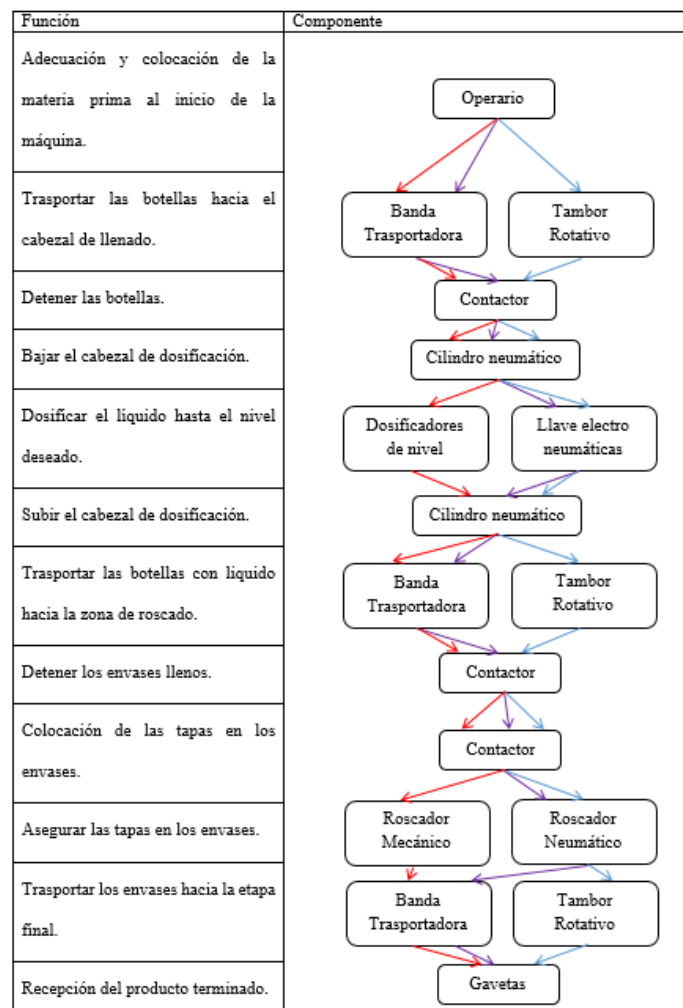 Función
Componente
Adecuación y colocación de la
materia prima al inicio de la
máquina.
Operario
Trasportar las botellas hacia el
cabezal de llenado.
Banda
Trasportadora
Tambor
Rotativo
Detener las botellas.
Contactor
Bajar el cabezal de dosificación.
Cilindro neumático
Dosificar el líquido hasta el nivel
deseado.
Dosificadores
de nivel
Llave electro
neumáticas
Subir el cabezal de dosificación.
Cilindro neumático
Trasportar las botellas con liquido
hacia la zona de roscado.
Banda
Trasportadora
Tambor
Rotativo
Detener los envases llenos.
Contactor
Colocación de las tapas en los
envases.
Contactor
Asegurar las tapas en los envases.
Roscador
Mecánico
Roscador
Neumático
Trasportar los envases hacia la etapa
final.
Banda
Trasportadora
Tambor
Rotativo
Recepción del producto terminado.
Gavetas